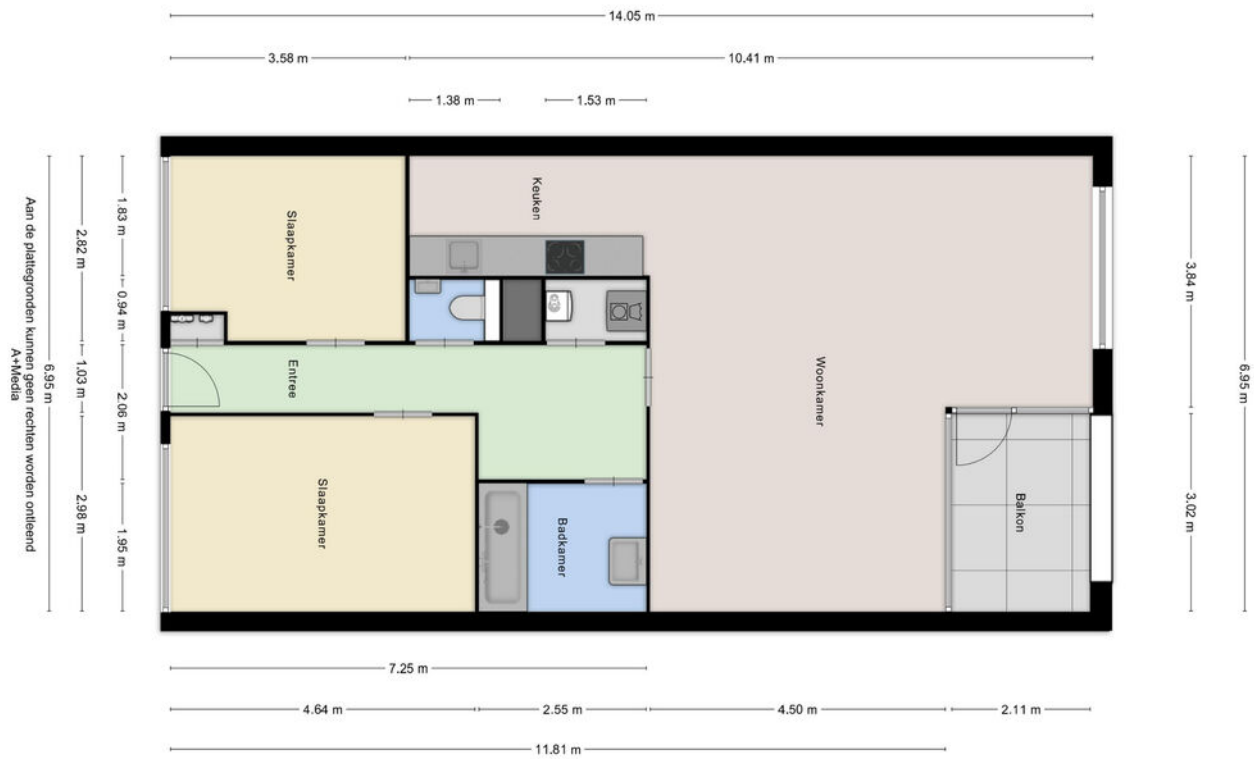 14.05 m
3.58 m
10.41 m
1.38 m
1.53 m
Slaapkamer
Keuken
1.83 m
2.82 m
0.94 m
6.95 m
1.03 m
2.06 m
2.98 m
1.95 m
Aan de plattegronden kunnen geen rechten worden ontleend
A+Media
Entree
Woonkamer
Slaapkamer
Badkamer
Balkon
3.84 m
6.95 m
3.02 m
7.25 m
4.64 m
2.55 m
4.50 m
2.11 m
11.81 m